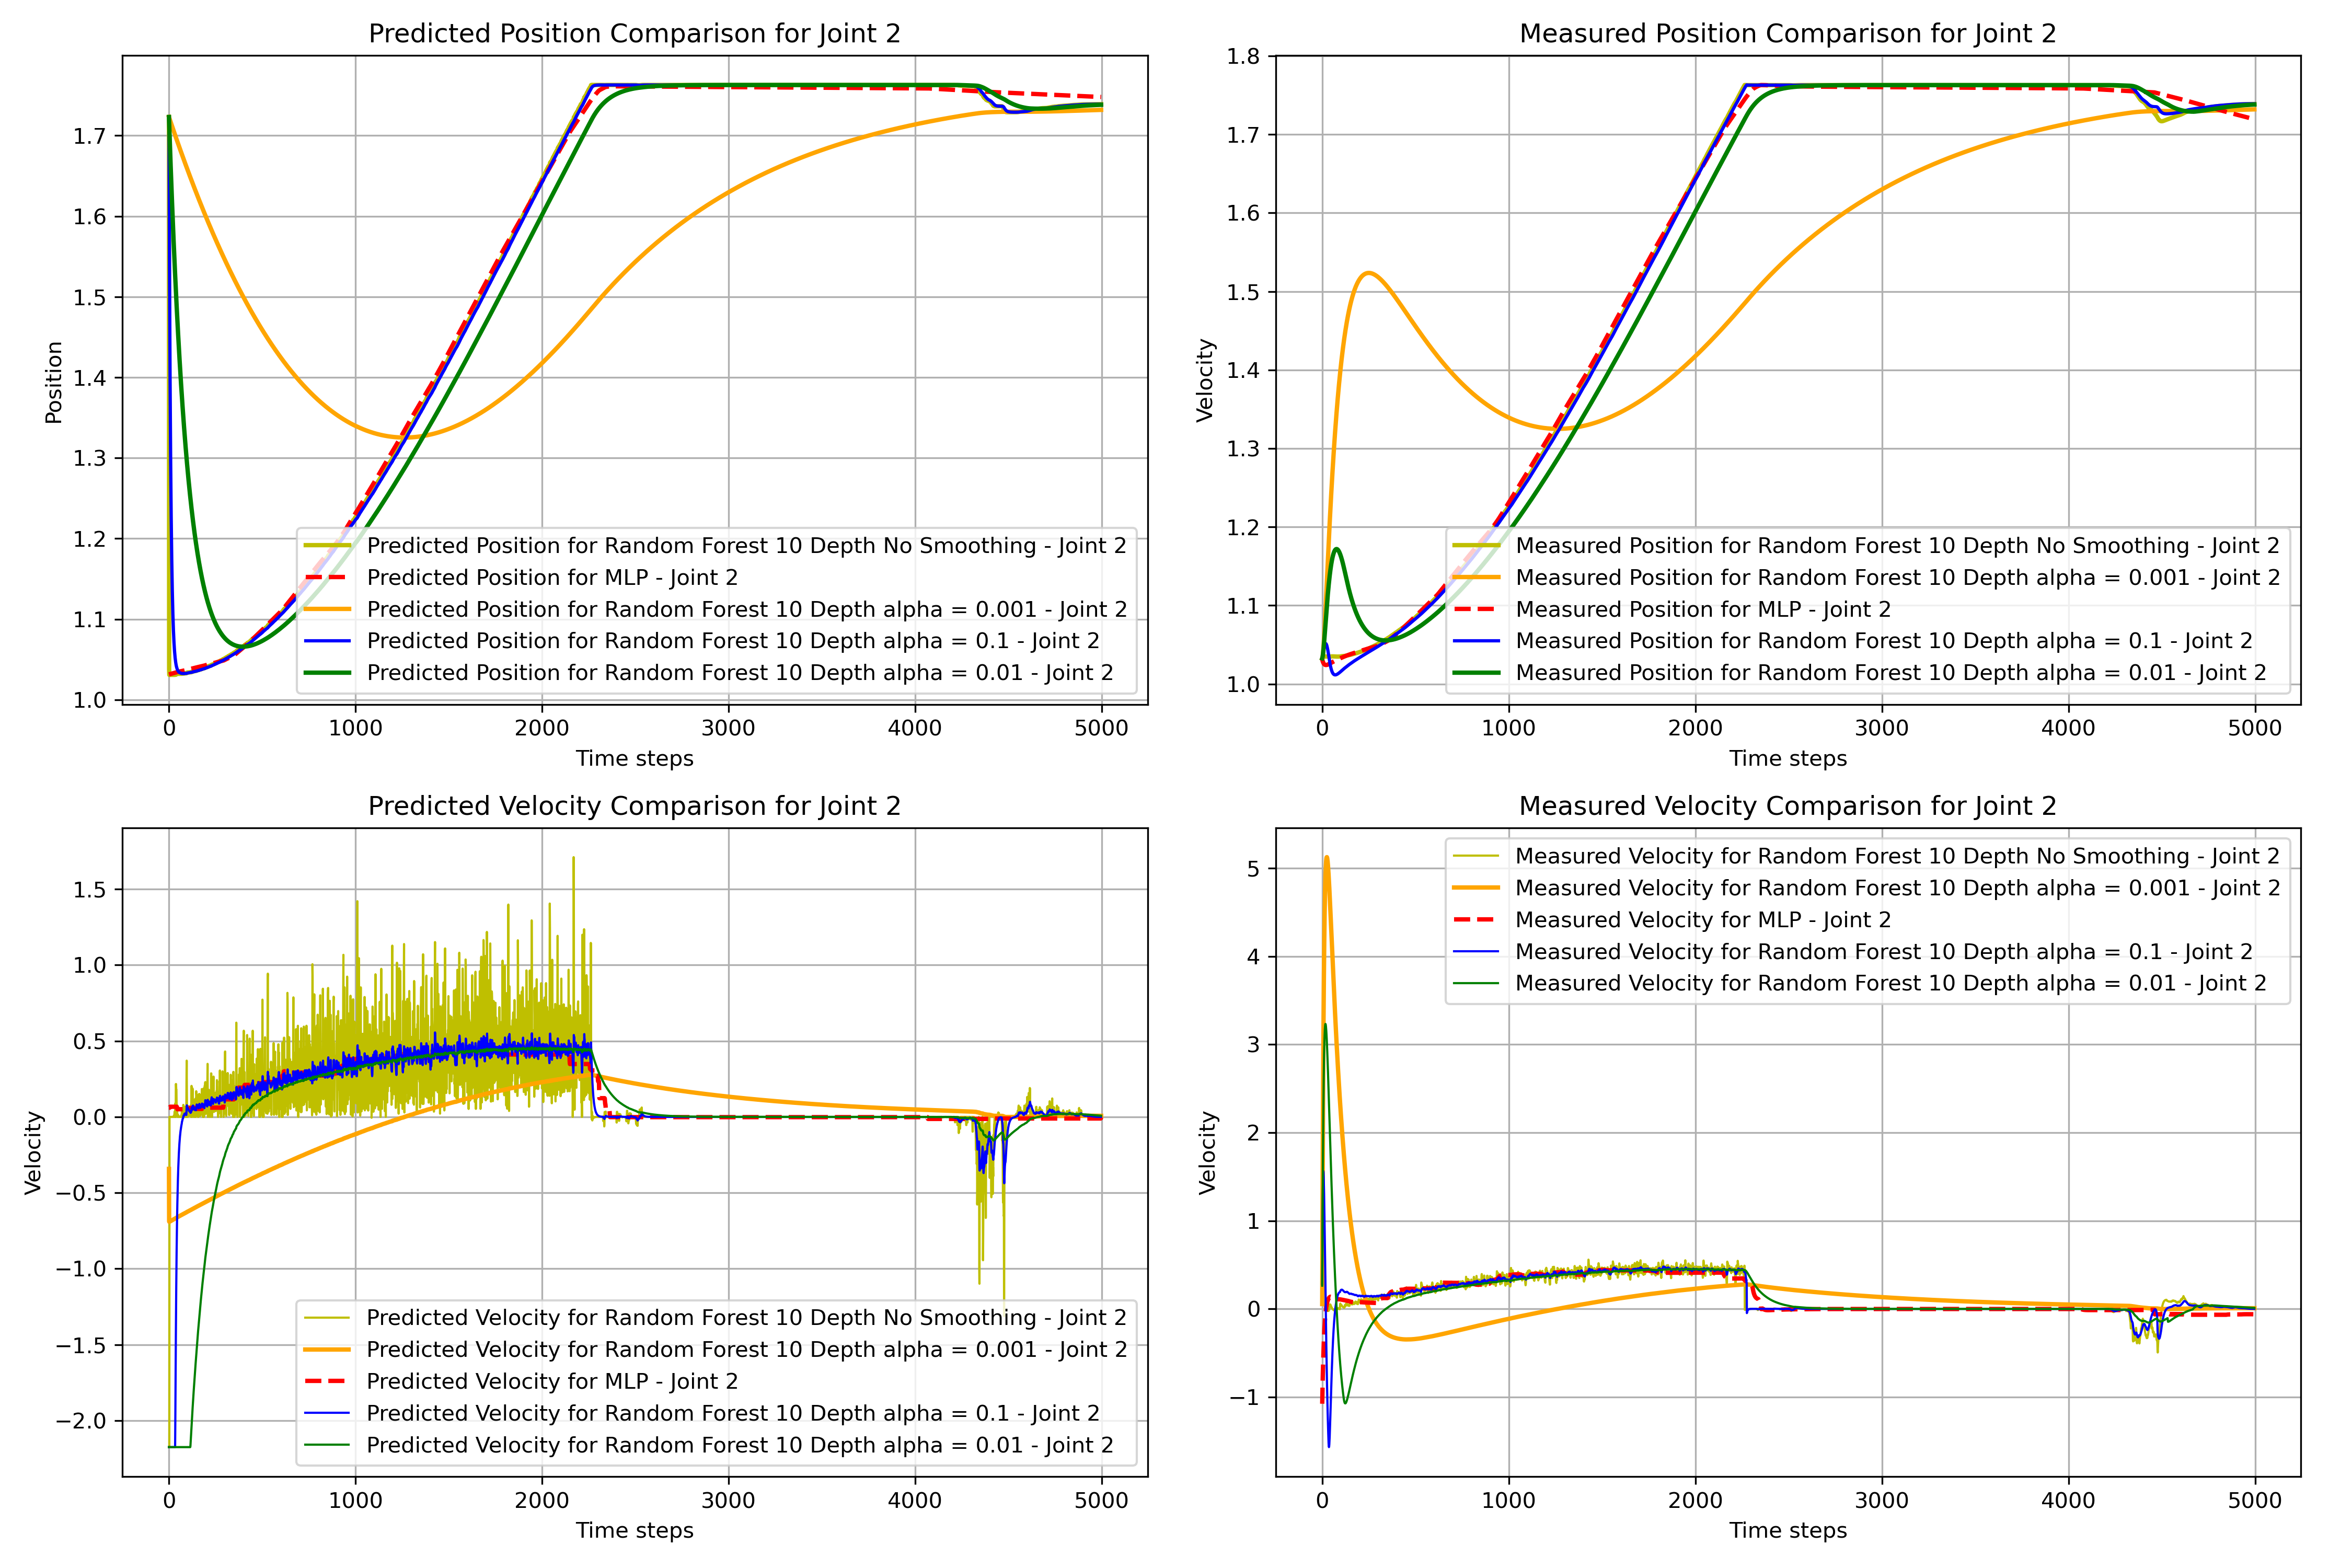 Predicted Position Comparison for Joint 2
Position
1.7
1.6
1.5
1.4
1.3
1.2
1.1
1.0
Predicted Position for Random Forest 10 Depth No Smoothing - Joint 2
Predicted Position for MLP - Joint 2
Predicted Position for Random Forest 10 Depth alpha = 0.001 - Joint 2
Predicted Position for Random Forest 10 Depth alpha = 0.1 - Joint 2
Predicted Position for Random Forest 10 Depth alpha = 0.01 - Joint 2
0 1000 2000 3000 4000 5000
Time steps
Measured Position Comparison for Joint 2
Velocity
1.8
1.7
1.6
1.5
1.4
1.3
1.2
1.1
1.0
Measured Position for Random Forest 10 Depth No Smoothing - Joint 2
Measured Position for Random Forest 10 Depth alpha = 0.001 - Joint 2
Measured Position for MLP - Joint 2
Measured Position for Random Forest 10 Depth alpha = 0.1 - Joint 2
Measured Position for Random Forest 10 Depth alpha = 0.01 - Joint 2
0 1000 2000 3000 4000 5000
Time steps
Predicted Velocity Comparison for Joint 2
Velocity
1.5
1.0
0.5
0.0
−0.5
−1.0
−1.5
−2.0
Predicted Velocity for Random Forest 10 Depth No Smoothing - Joint 2
Predicted Velocity for Random Forest 10 Depth alpha = 0.001 - Joint 2
Predicted Velocity for MLP - Joint 2
Predicted Velocity for Random Forest 10 Depth alpha = 0.1 - Joint 2
Predicted Velocity for Random Forest 10 Depth alpha = 0.01 - Joint 2
0 1000 2000 3000 4000 5000
Time steps
Measured Velocity Comparison for Joint 2
Velocity
5
4
3
2
1
0
−1
Measured Velocity for Random Forest 10 Depth No Smoothing - Joint 2
Measured Velocity for Random Forest 10 Depth alpha = 0.001 - Joint 2
Measured Velocity for MLP - Joint 2
Measured Velocity for Random Forest 10 Depth alpha = 0.1 - Joint 2
Measured Velocity for Random Forest 10 Depth alpha = 0.01 - Joint 2
0 1000 2000 3000 4000 5000
Time steps